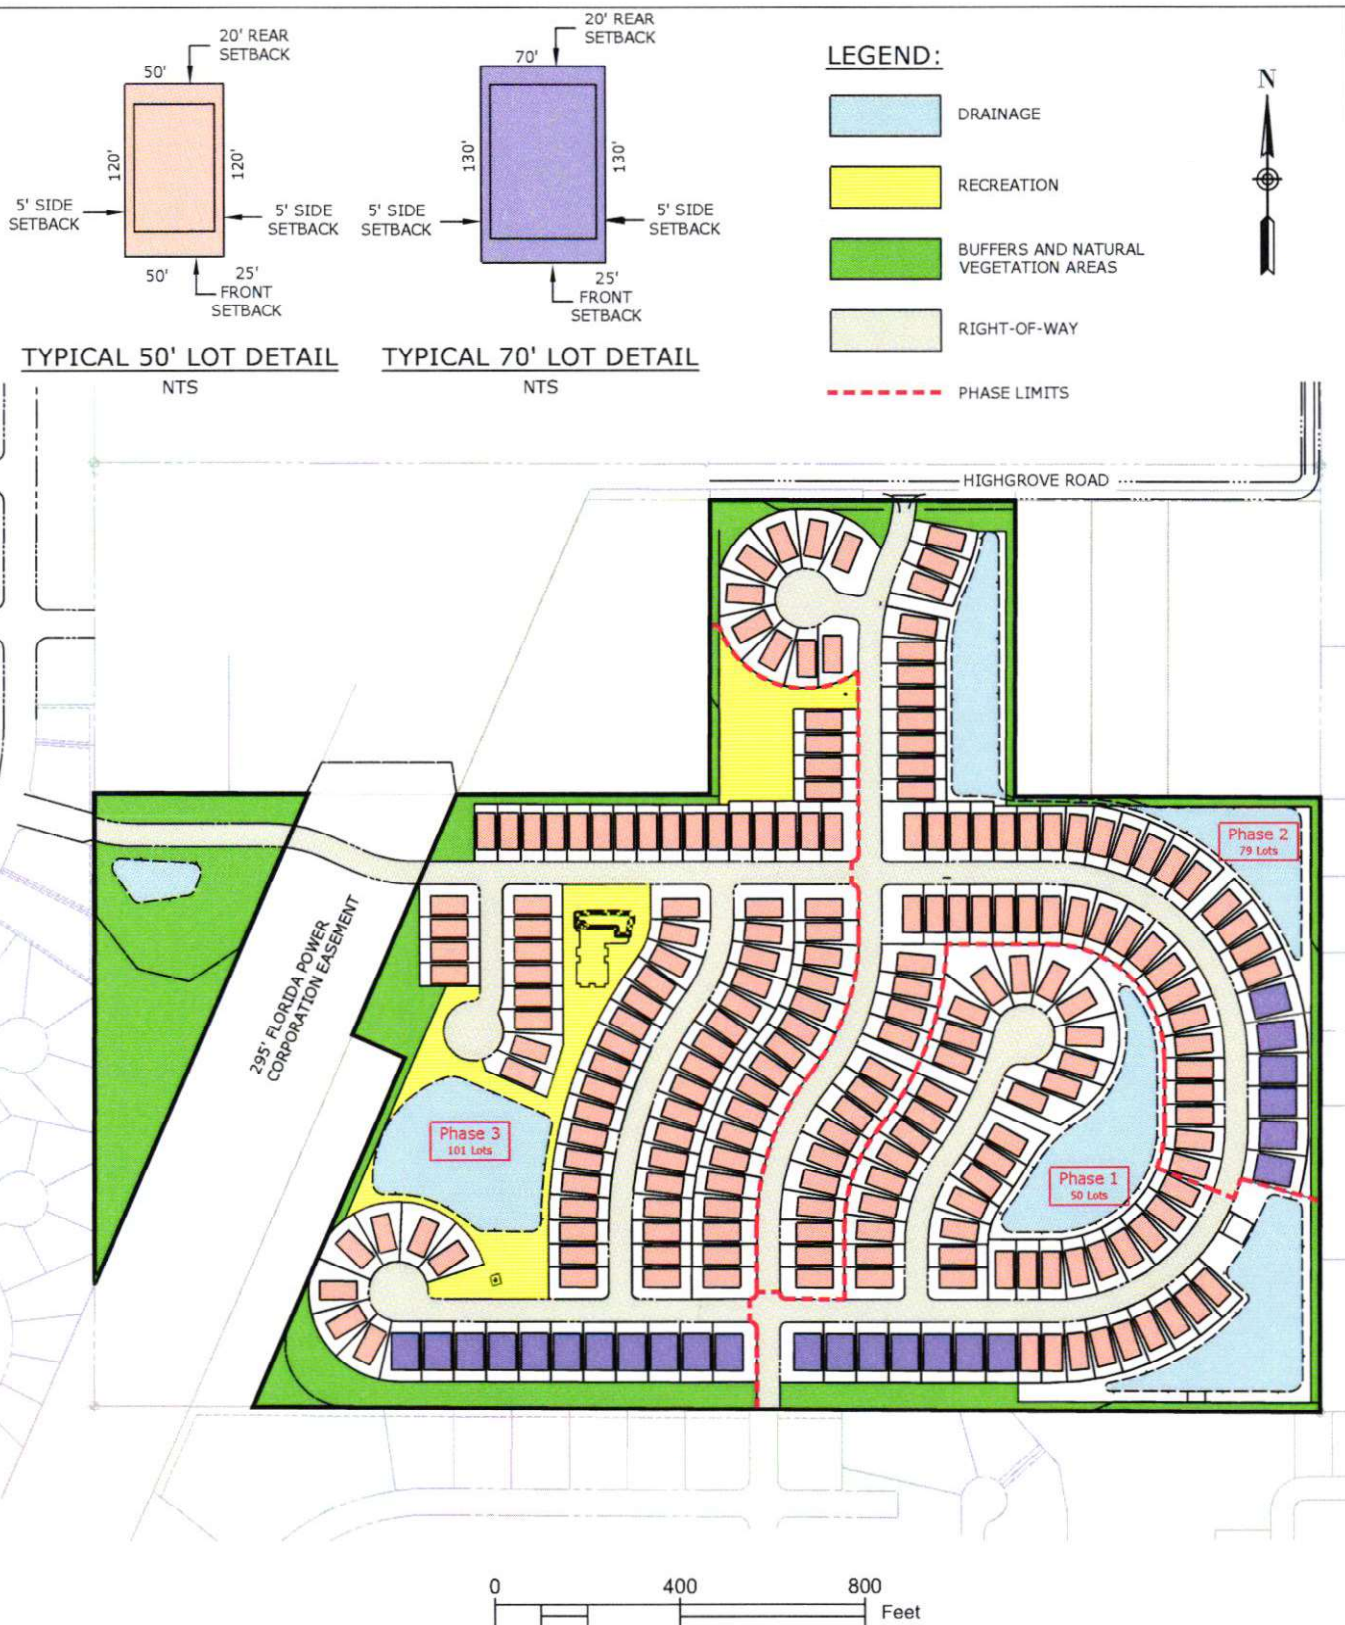 20' REAR
SETBACK
50'
120'
120'
5' SIDE
SETBACK
5' SIDE
SETBACK
50'
25'
FRONT
SETBACK
TYPICAL 50' LOT DETAIL
NTS
20' REAR
SETBACK
70'
130'
130'
5' SIDE
SETBACK
5' SIDE
SETBACK
25'
FRONT
SETBACK
TYPICAL 70' LOT DETAIL
NTS
LEGEND:
DRAINAGE
RECREATION
BUFFERS AND NATURAL
VEGETATION AREAS
RIGHT-OF-WAY
PHASE LIMITS
N
HIGHGROVE ROAD
Phase 2
79 Lots
295' FLORIDA POWER
CORPORATION EASEMENT
Phase 3
101 Lots
Phase 1
50 Lots
0
400
800
Feet